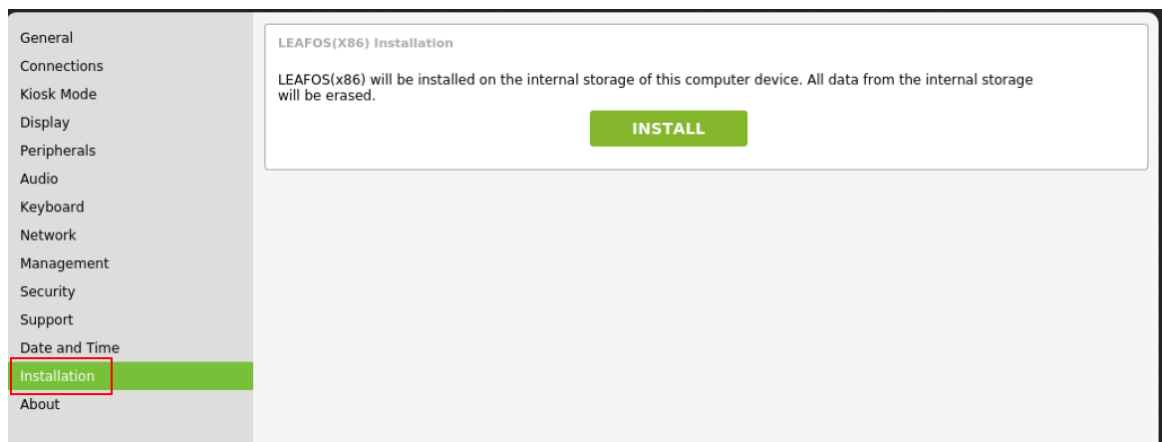 General
Connections
Kiosk Mode
Display
Peripherals
Audio
Keyboard
Network
Management
Security
Support
Date and Time
Installation
About
LEAFOS(X86) Installation
LEAFOS(x86) will be installed on the internal storage of this computer device. All data from the internal storage
will be erased.
INSTALL